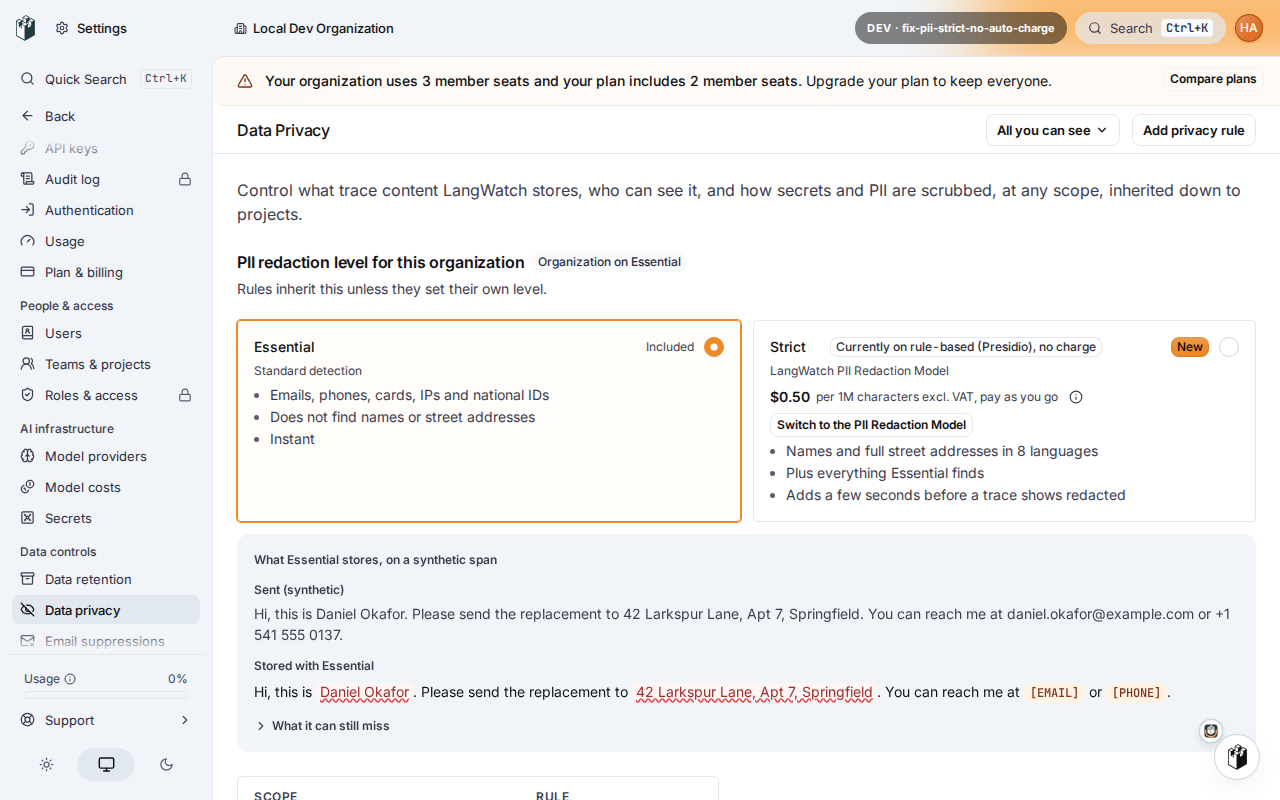 Settings
Local Dev Organization
DEV · fix-pii-strict-no-auto-charge
Search Ctrl+K
HA
Quick Search Ctrl+K
Back
API keys
Audit log
Authentication
Usage
Plan & billing
People & access
Users
Teams & projects
Roles & access
AI infrastructure
Model providers
Model costs
Secrets
Data controls
Data retention
Data privacy
Email suppressions
Usage 0%
Support
Your organization uses 3 member seats and your plan includes 2 member seats. Upgrade your plan to keep everyone.
Compare plans
Data Privacy
All you can see
Add privacy rule
Control what trace content LangWatch stores, who can see it, and how secrets and PII are scrubbed, at any scope, inherited down to
projects.
PII redaction level for this organization Organization on Essential
Rules inherit this unless they set their own level.
Essential Included
Standard detection
Emails, phones, cards, IPs and national IDs
Does not find names or street addresses
Instant
Strict Currently on rule-based (Presidio), no charge New
LangWatch PII Redaction Model
$0.50 per 1M characters excl. VAT, pay as you go
Switch to the PII Redaction Model
Names and full street addresses in 8 languages
Plus everything Essential finds
Adds a few seconds before a trace shows redacted
What Essential stores, on a synthetic span
Sent (synthetic)
Hi, this is Daniel Okafor. Please send the replacement to 42 Larkspur Lane, Apt 7, Springfield. You can reach me at daniel.okafor@example.com or +1
541 555 0137.
Stored with Essential
Hi, this is Daniel Okafor. Please send the replacement to 42 Larkspur Lane, Apt 7, Springfield. You can reach me at [EMAIL] or [PHONE].
What it can still miss
SCOPE RULE